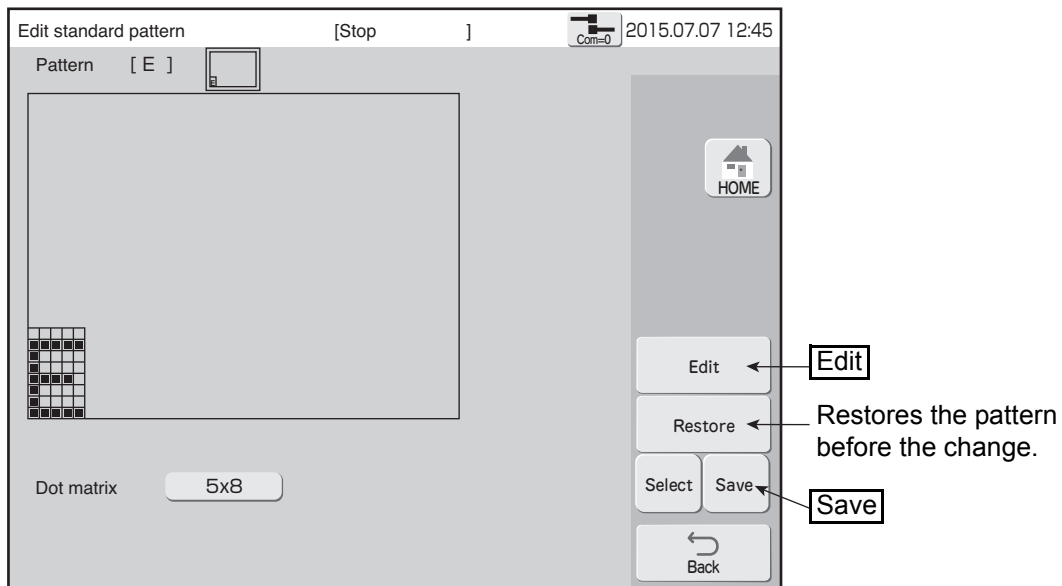 Edit standard pattern [Stop ] Com=0 2015.07.07 12:45
Pattern [ E ] E
HOME
Edit Edit
Restore Restores the pattern
before the change.
Select Save Save
Dot matrix 5x8
Back